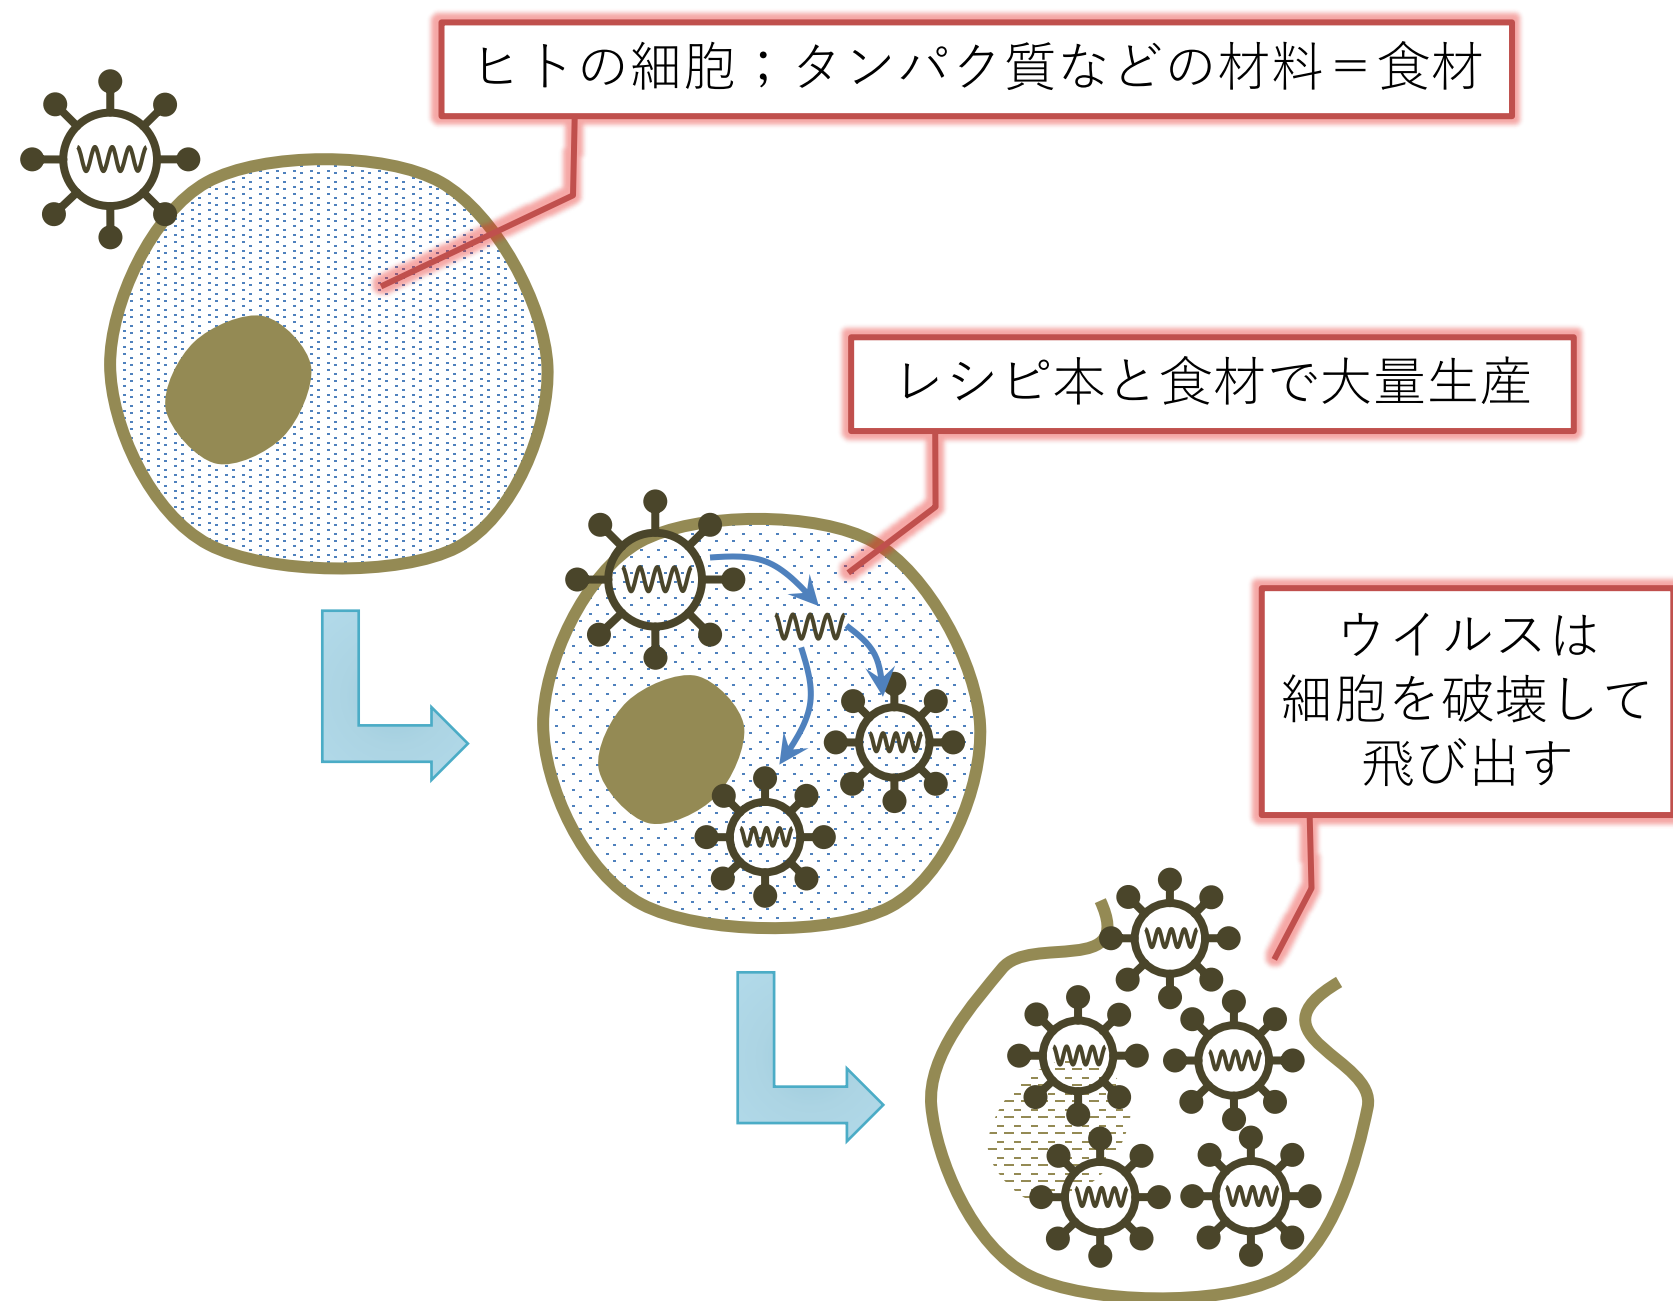 ヒトの細胞；タンパク質などの材料＝食材
レシピ本と食材で大量生産
ウイルスは
細胞を破壊して
飛び出す